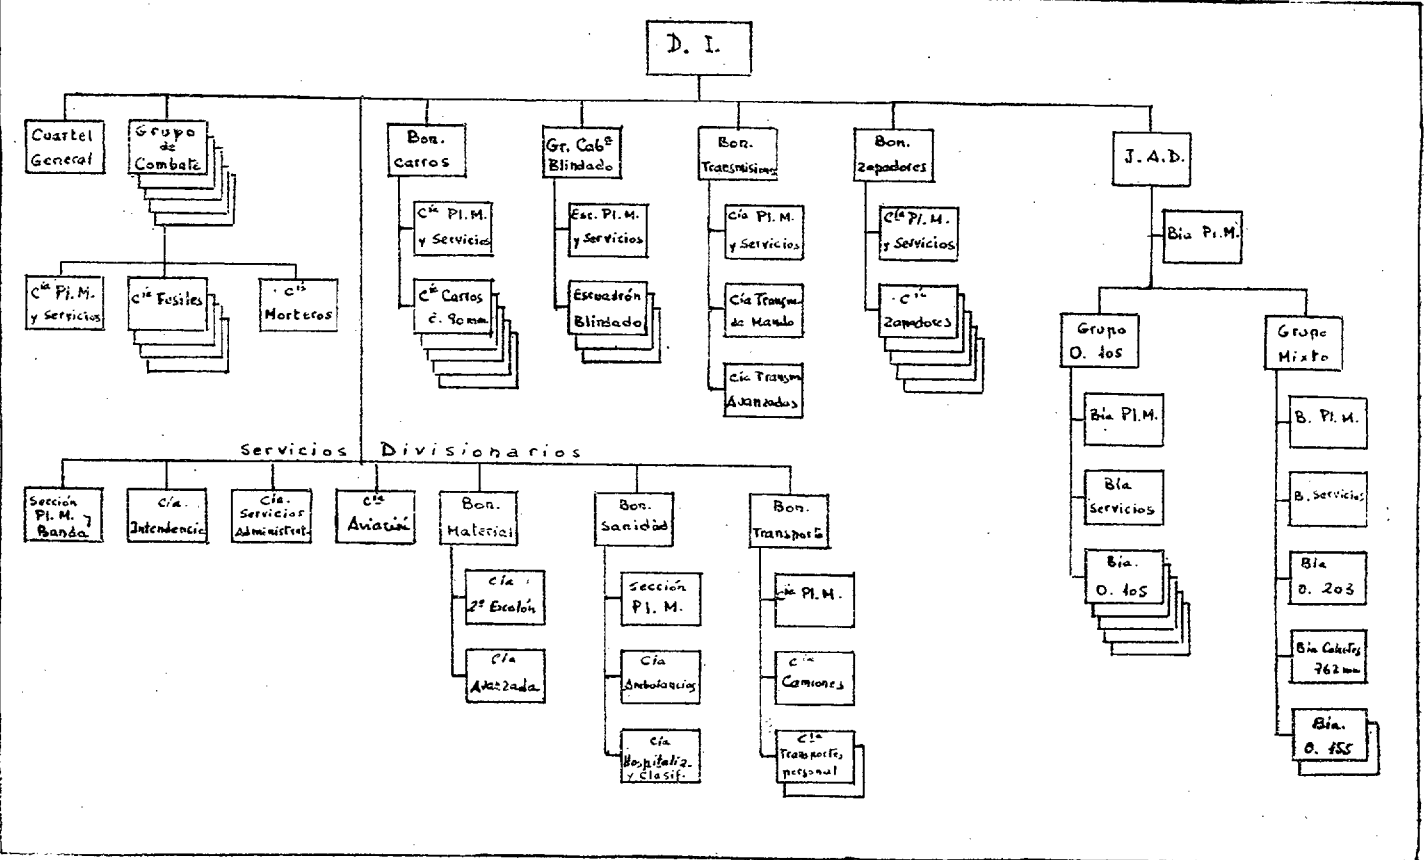 D. I.
Cuartel
General
Grupo
de
Combate
Bon.
Carros
Gr. Cabª
Blindado
Bon.
Transmisiones
Bon.
Zapadores
J.A.D.
Cía Pl. M.
y Servicios
Cía Fusiles
Cía
Morteros
Cía Pl. M.
y Servicios
Cía Carros
c. 90 mm.
Esc. Pl. M.
y Servicios
Escuadrón
Blindado
Cía Pl. M.
y Servicios
Cía Transm.
de Mando
Cía Transm
Avanzadas
Cía Pl. M.
y Servicios
Cía
Zapadores
Bía Pl. M.
Grupo
O. 105
Grupo
Mixto
Bía Pl. M.
Bía
Servicios
Bía.
O. 105
B. Pl. M.
B. Servicios
Bía
O. 203
Bía Cohetes
762 mm
Bía.
O. 155
Servicios Divisionarios
Sección
Pl. M. y
Banda
Cía.
Intendencia
Cía.
Servicios
Administrat.
Cía
Aviación
Bon.
Material
Bon.
Sanidad
Bon.
Transporte
Cía
2º Escalón
Cía
Avanzada
Sección
Pl. M.
Cía
Ambulancias
Cía
Hospitaliz.
y Clasif.
Cía Pl. M.
Cía
Camiones
Cía
Transportes
personal